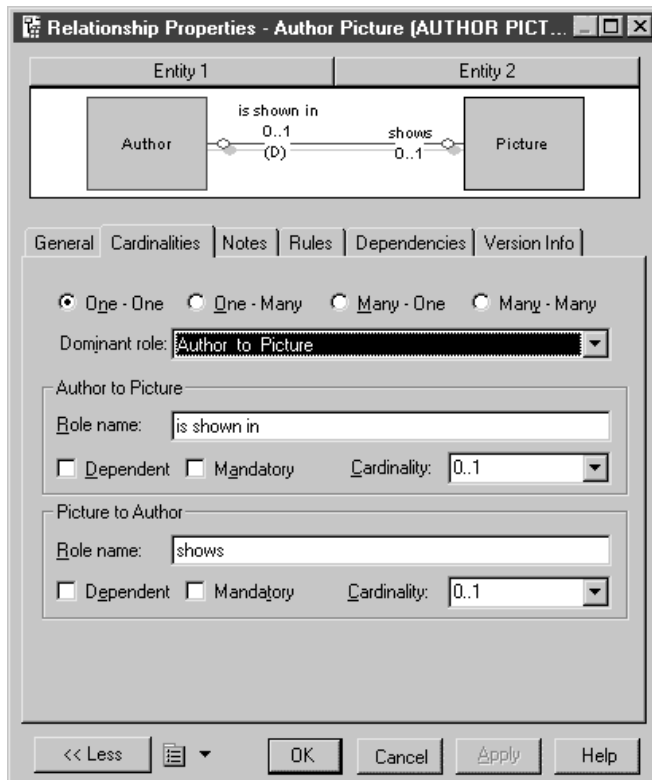 Relationship Properties - Author Picture (AUTHOR PICT...
Entity 1 Entity 2
is shown in
0..1
(D)
shows
0..1
Author Picture
General Cardinalities Notes Rules Dependencies Version Info
One - One One - Many Many - One Many - Many
Dominant role: Author to Picture
Author to Picture
Role name: is shown in
Dependent Mandatory Cardinality: 0..1
Picture to Author
Role name: shows
Dependent Mandatory Cardinality: 0..1
<< Less OK Cancel Apply Help